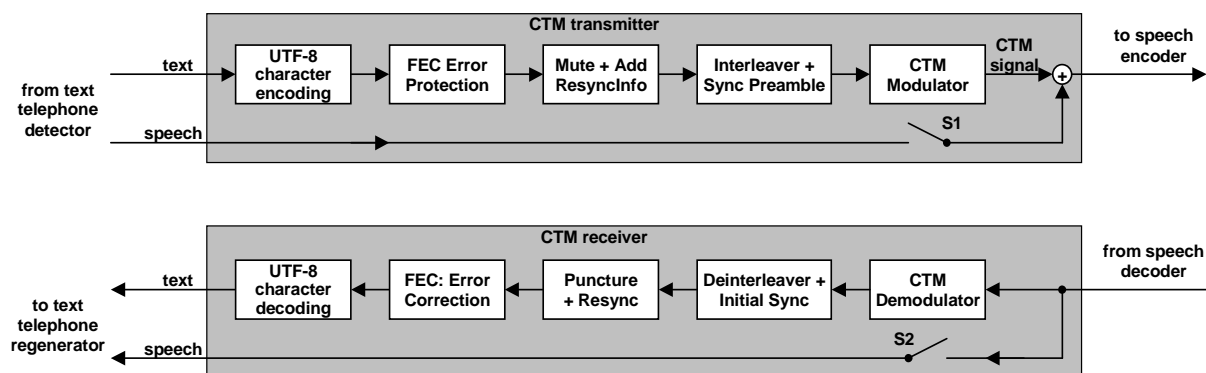 CTM transmitter
from text
telephone
detector
text
speech
UTF-8
character
encoding
FEC Error
Protection
Mute + Add
ResyncInfo
Interleaver +
Sync Preamble
CTM
Modulator
CTM
signal
+
S1
to speech
encoder
CTM receiver
to text
telephone
regenerator
text
speech
UTF-8
character
decoding
FEC: Error
Correction
Puncture
+ Resync
Deinterleaver +
Initial Sync
CTM
Demodulator
S2
from speech
decoder